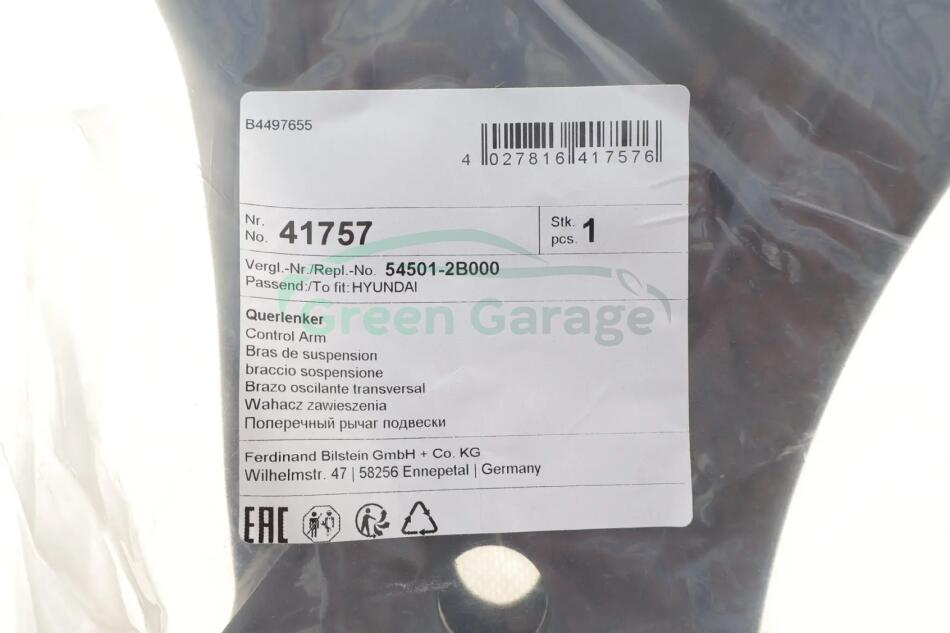 B4497655
4 027816 417576
Nr.
No. 41757
Stk.
pcs. 1
Vergl.-Nr./Repl.-No. 54501-2B000
Passend:/To fit: HYUNDAI
Green Garage
Querlenker
Control Arm
Bras de suspension
braccio sospensione
Brazo oscilante transversal
Wahacz zawieszenia
Поперечный рычаг подвески
Ferdinand Bilstein GmbH + Co. KG
Wilhelmstr. 47 | 58256 Ennepetal | Germany
EAC